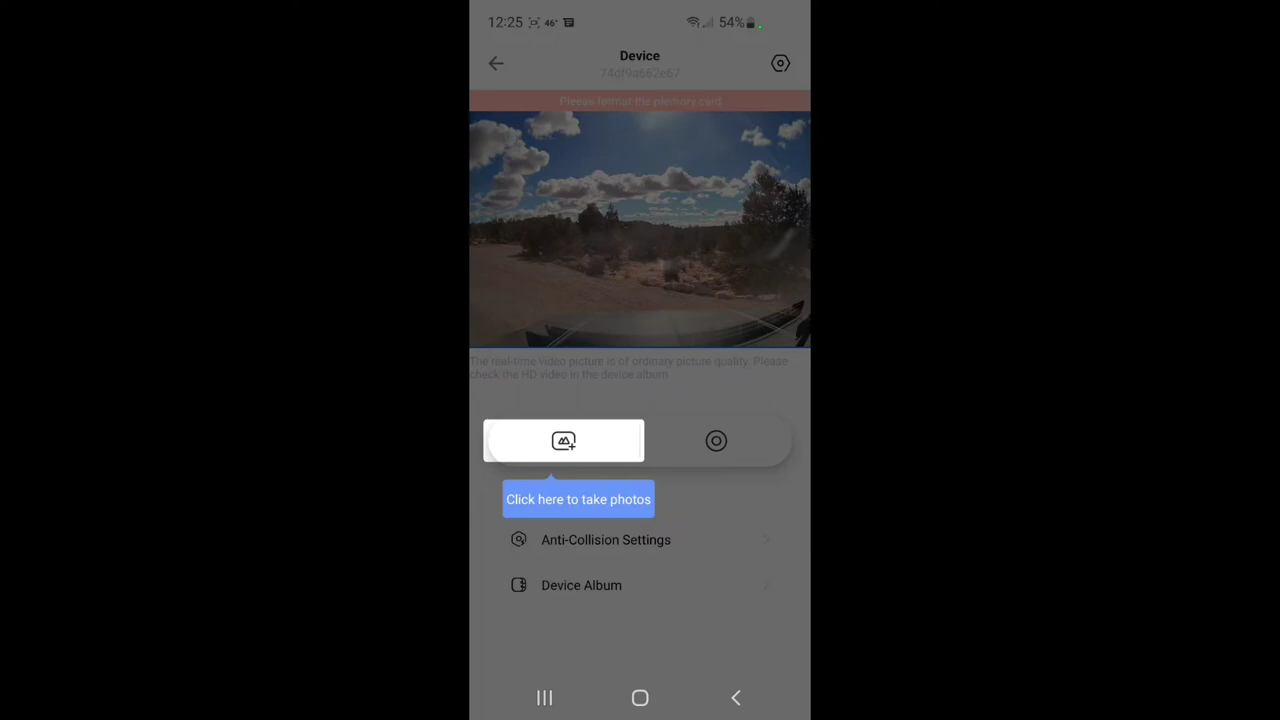 12:25 46° 54%
Device
74df9a662e67
Please format the memory card
The real-time video picture is of ordinary picture quality. Please
check the HD video in the device album
Click here to take photos
Anti-Collision Settings
Device Album